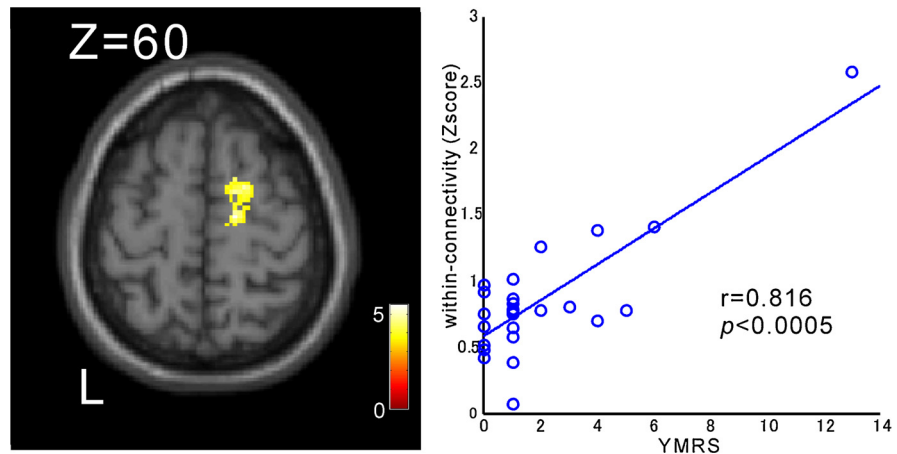 Z=60
5
0
L
within-connectivity (Zscore)
3
2.5
2
1.5
1
0.5
0
r=0.816
p<0.0005
0 2 4 6 8 10 12 14
YMRS